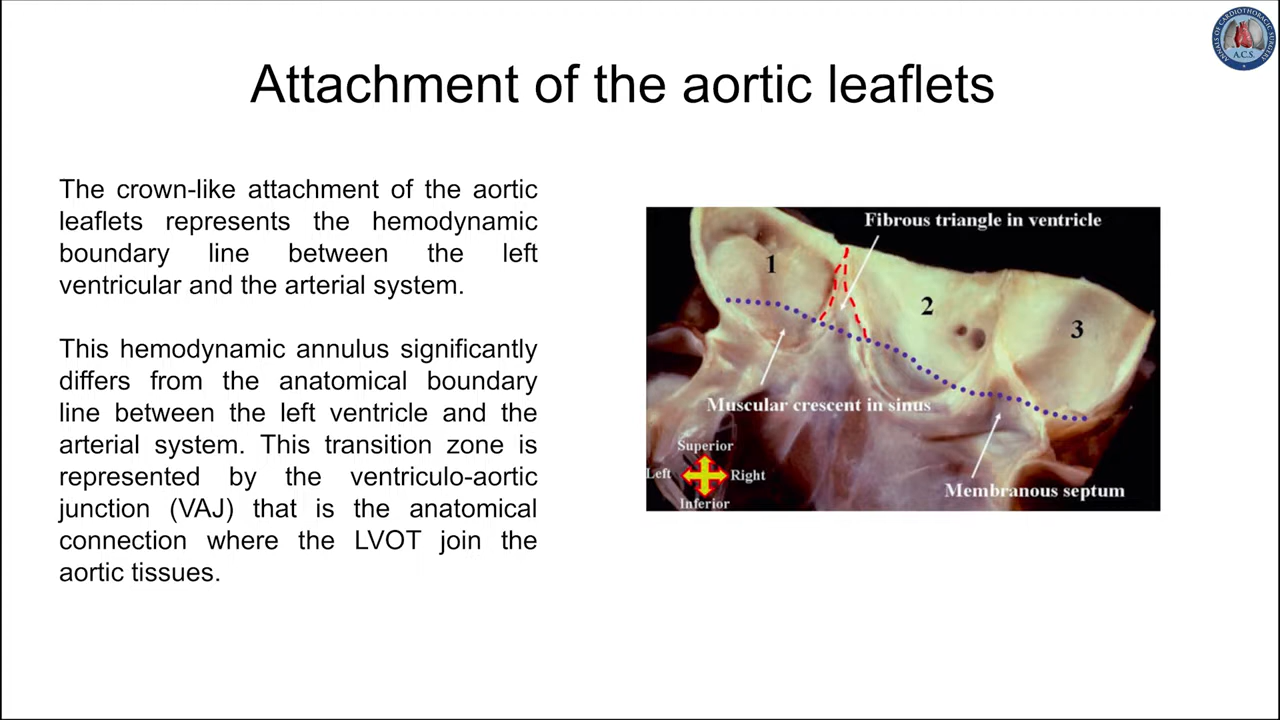 Attachment of the aortic leaflets
The crown-like attachment of the aortic
leaflets represents the hemodynamic
boundary line between the left
ventricular and the arterial system.
This hemodynamic annulus significantly
differs from the anatomical boundary
line between the left ventricle and the
arterial system. This transition zone is
represented by the ventriculo-aortic
junction (VAJ) that is the anatomical
connection where the LVOT join the
aortic tissues.
Fibrous triangle in ventricle
1
2
3
Muscular crescent in sinus
Superior
Left
Right
Inferior
Membranous septum
ANNALS OF CARDIOTHORACIC SURGERY
A.C.S